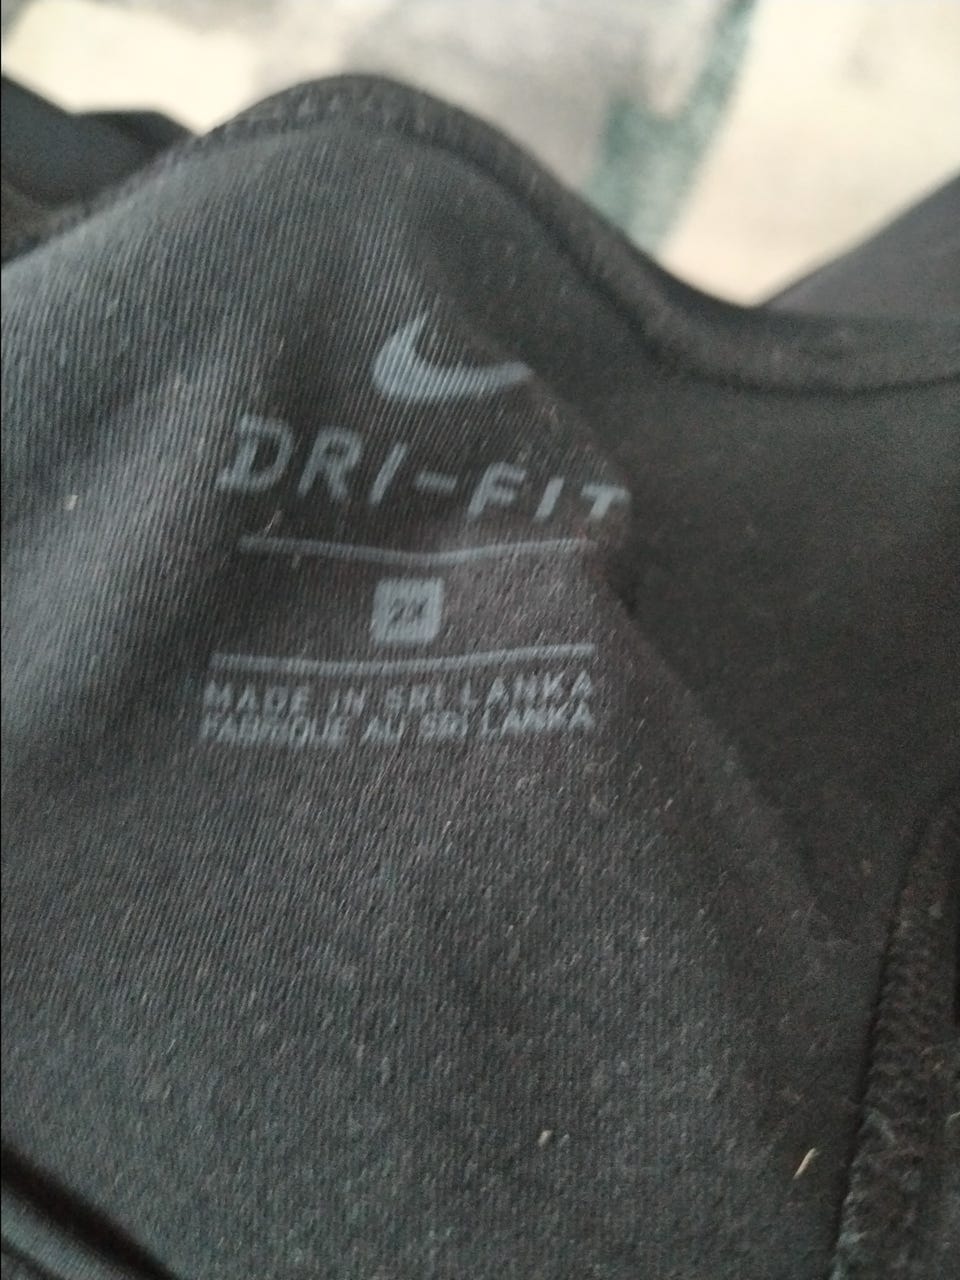 DRI-FIT
2X
MADE IN SRI LANKA
FABRIQUÉ AU SRI LANKA